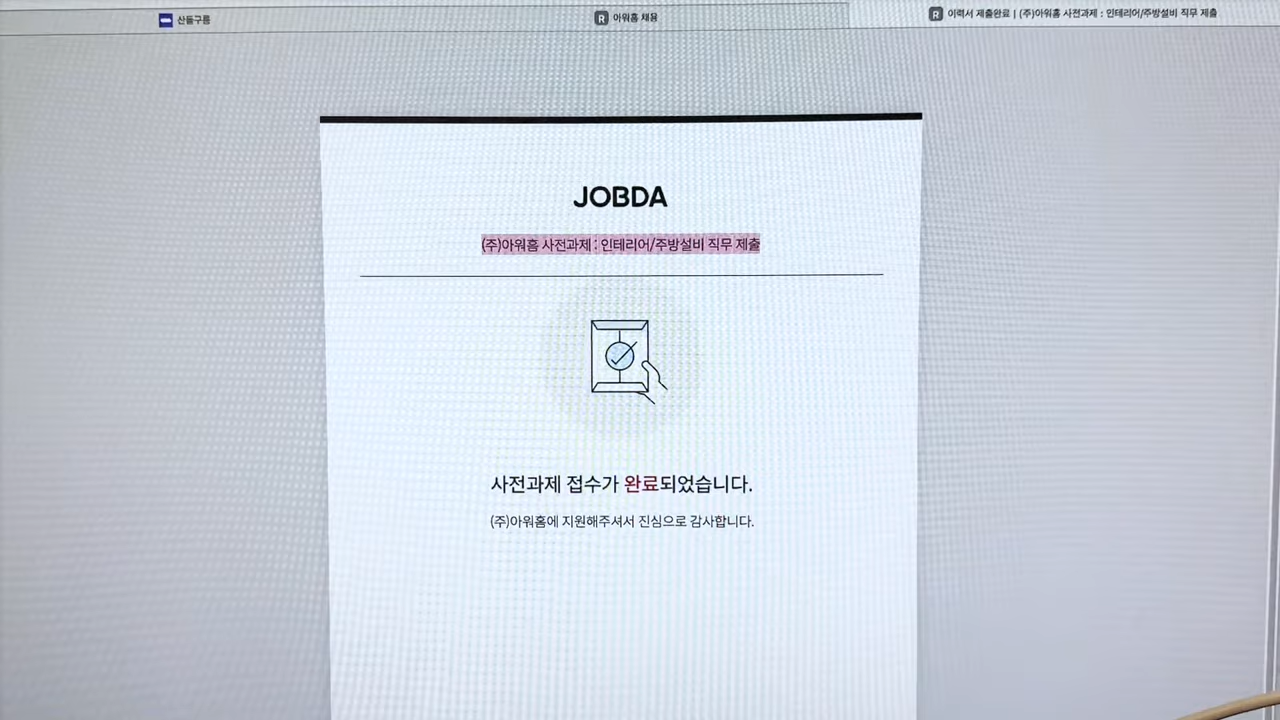 산돌구름
아워홈 채용
이력서 제출완료 | (주)아워홈 사전과제 : 인테리어/주방설비 직무 제출
JOBDA
(주)아워홈 사전과제 : 인테리어/주방설비 직무 제출
사전과제 접수가 완료되었습니다.
(주)아워홈에 지원해주셔서 진심으로 감사합니다.